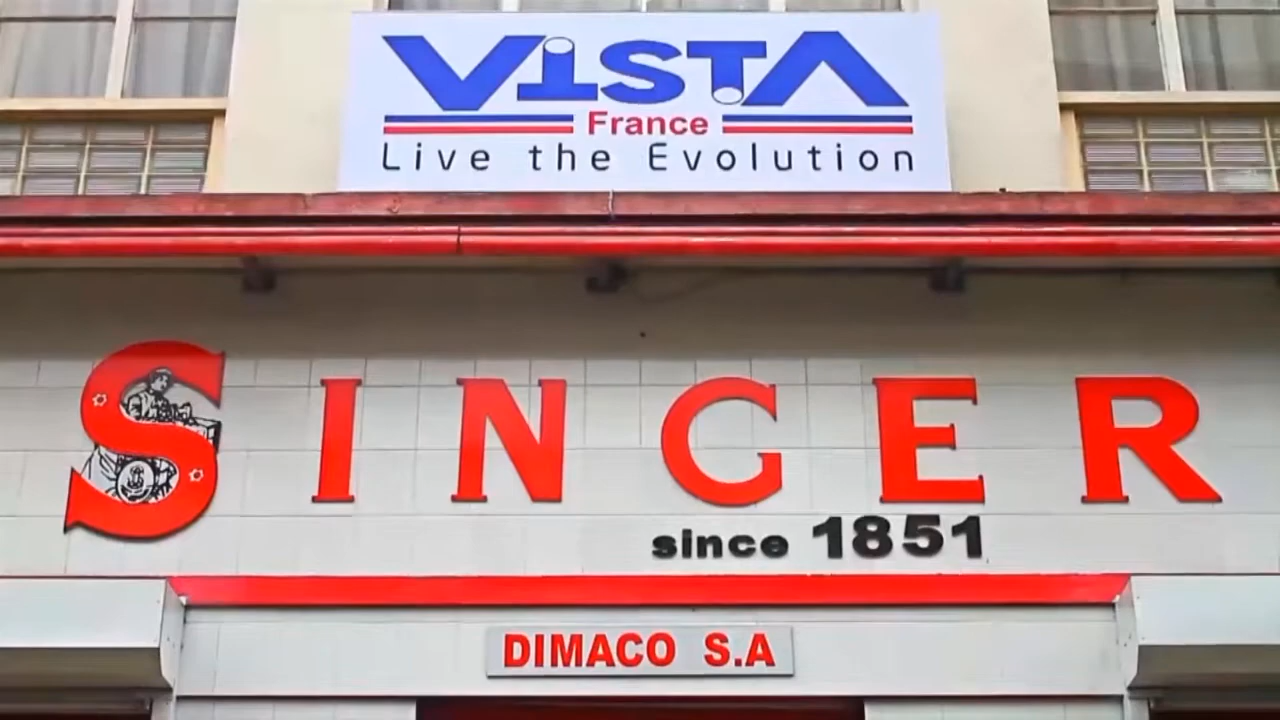 VISTA
France
Live the Evolution
SINGER
since 1851
DIMACO S.A